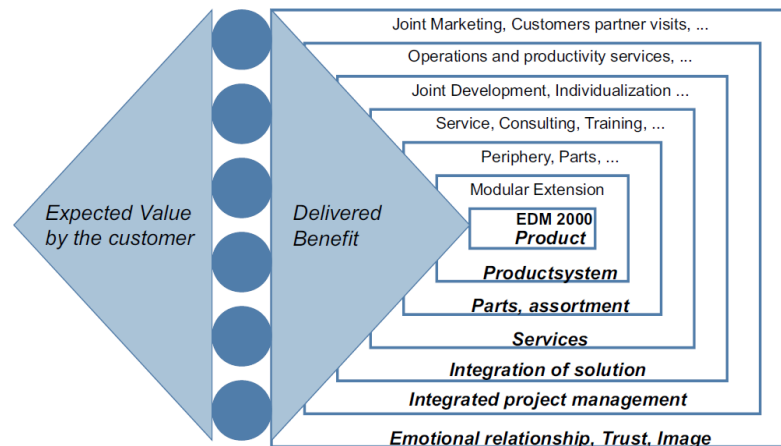 Joint Marketing, Customers partner visits, ...
Operations and productivity services, ...
Joint Development, Individualization ...
Service, Consulting, Training, ...
Periphery, Parts, ...
Modular Extension
Expected Value
by the customer
Delivered
Benefit
EDM 2000
Product
Productsystem
Parts, assortment
Services
Integration of solution
Integrated project management
Emotional relationship, Trust, Image